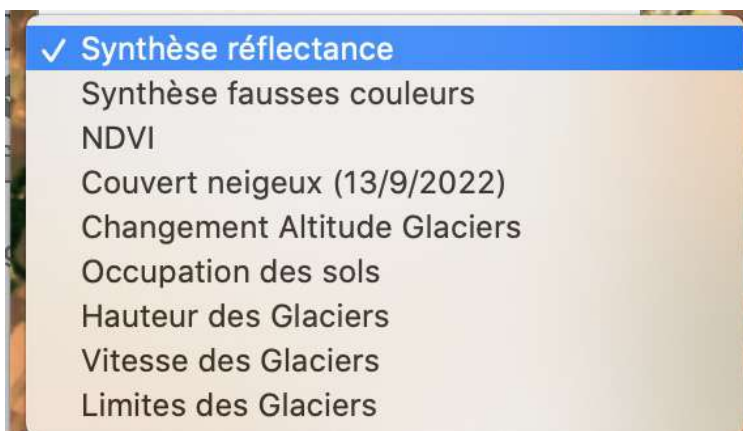 ✓ Synthèse réflectance
Synthèse fausses couleurs
NDVI
Couvert neigeux (13/9/2022)
Changement Altitude Glaciers
Occupation des sols
Hauteur des Glaciers
Vitesse des Glaciers
Limites des Glaciers